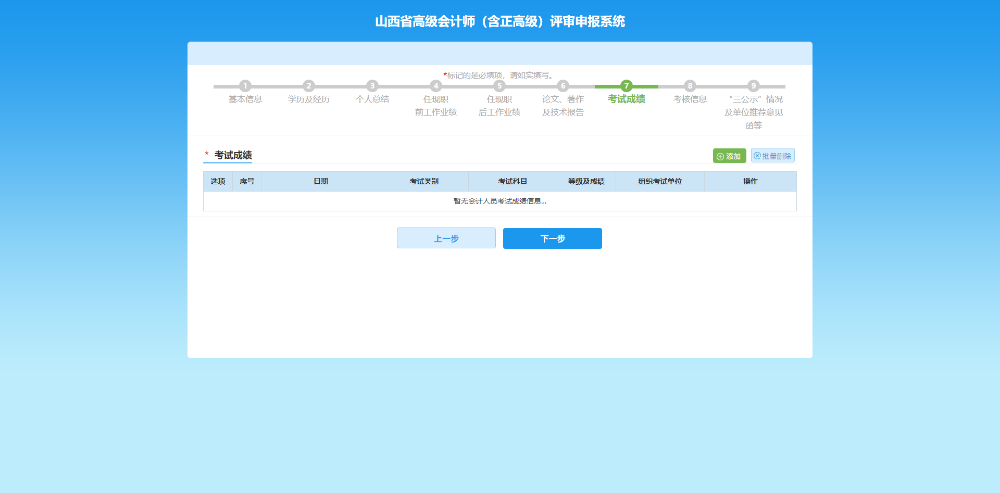 山西省高级会计师（含正高级）评审申报系统
*标记的是必填项，请如实填写。
1 2 3 4 5 6 7 8 9
基本信息 学历及经历 个人总结 任现职 任现职 论文、著作 考试成绩 考核信息 “三公示”情况
前工作业绩 后工作业绩 及技术报告 及单位推荐意见
函等
* 考试成绩 添加 批量删除
选项 序号 日期 考试类别 考试科目 等级及成绩 组织考试单位 操作
暂无会计人员考试成绩信息...
上一步 下一步